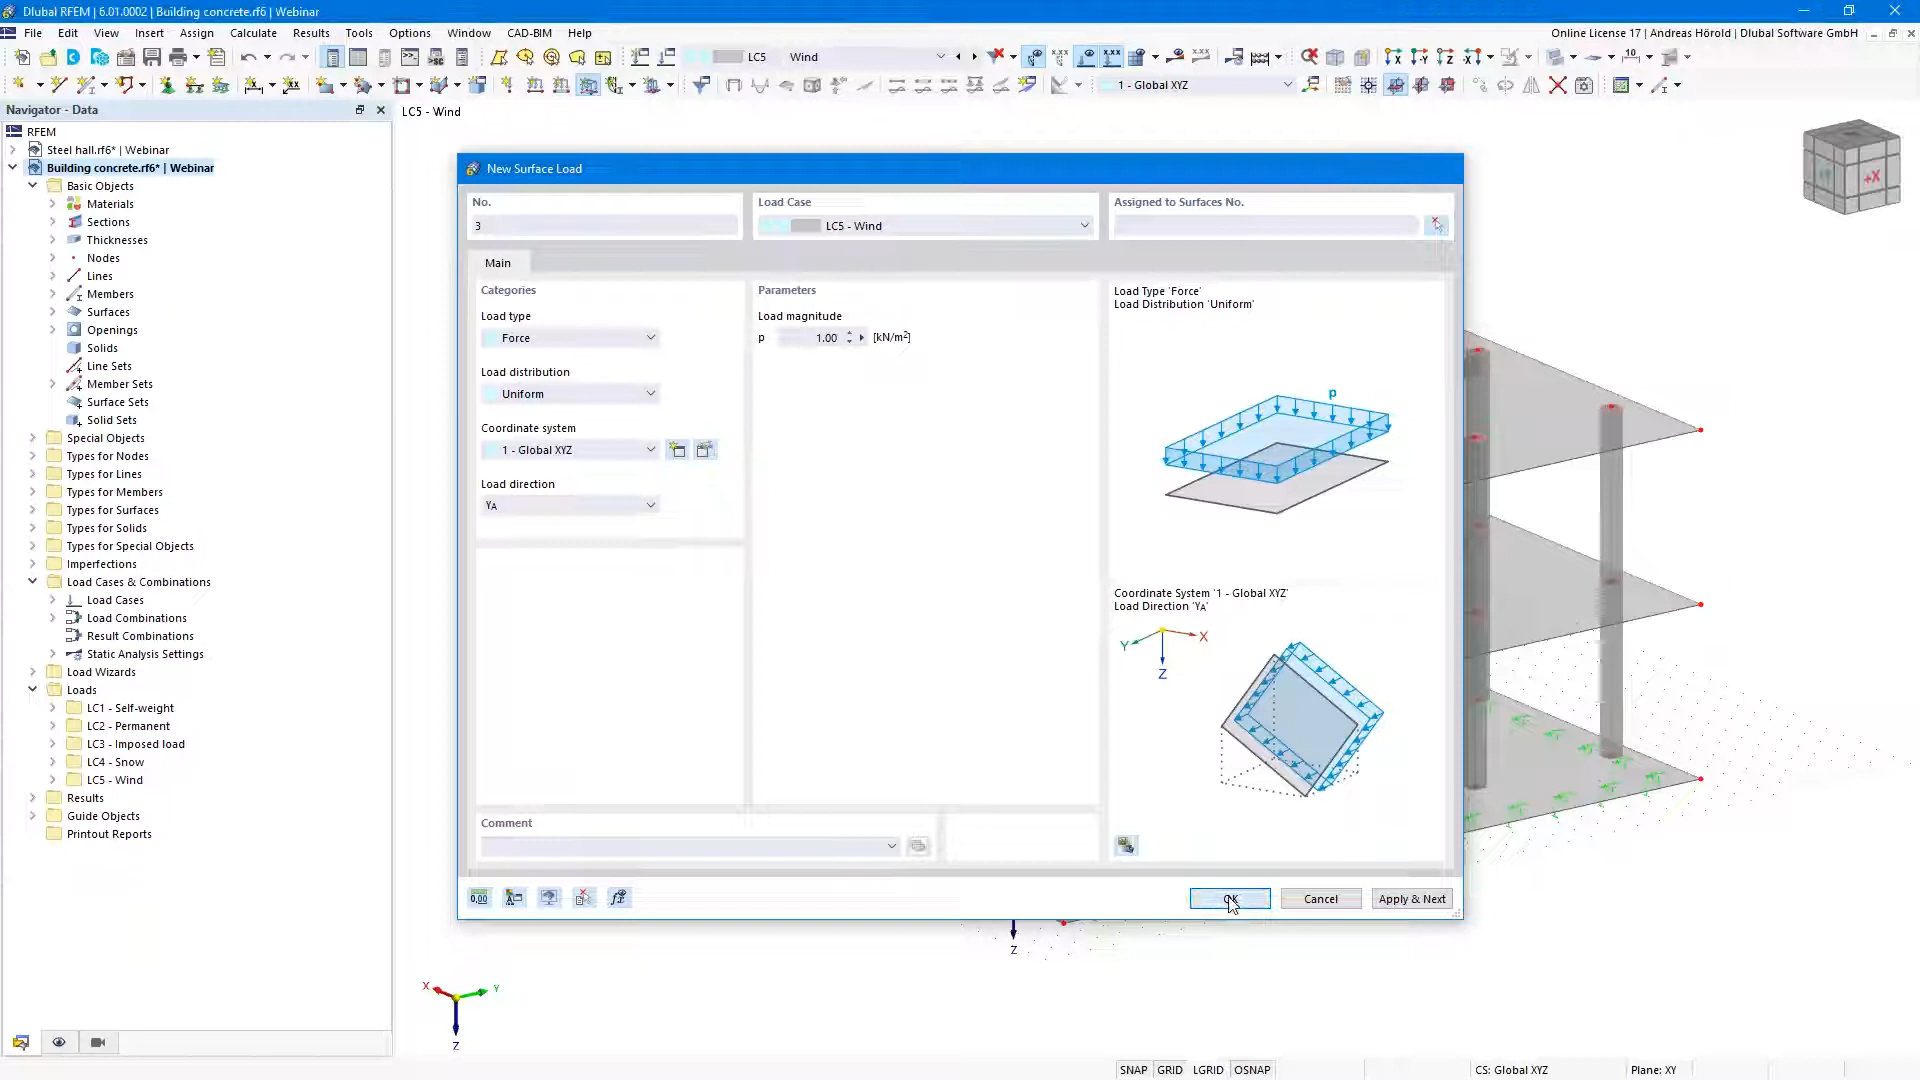 Dlubal RFEM | 6.01.0002 | Building concrete.rf6 | Webinar
File Edit View Insert Assign Calculate Results Tools Options Window CAD-BIM Help
Online License 17 | Andreas Hörold | Dlubal Software GmbH
LC5 Wind
1 - Global XYZ
Navigator - Data
LC5 - Wind
RFEM
Steel hall.rf6* | Webinar
Building concrete.rf6* | Webinar
Basic Objects
Materials
Sections
Thicknesses
Nodes
Lines
Members
Surfaces
Openings
Solids
Line Sets
Member Sets
Surface Sets
Solid Sets
Special Objects
Types for Nodes
Types for Lines
Types for Members
Types for Surfaces
Types for Solids
Types for Special Objects
Imperfections
Load Cases & Combinations
Load Cases
Load Combinations
Result Combinations
Static Analysis Settings
Load Wizards
Loads
LC1 - Self-weight
LC2 - Permanent
LC3 - Imposed load
LC4 - Snow
LC5 - Wind
Results
Guide Objects
Printout Reports
New Surface Load
No.
3
Load Case
LC5 - Wind
Assigned to Surfaces No.
Main
Categories
Load type
Force
Load distribution
Uniform
Coordinate system
1 - Global XYZ
Load direction
YA
Parameters
Load magnitude
p 1.00 [kN/m2]
Load Type 'Force'
Load Distribution 'Uniform'
p
Coordinate System '1 - Global XYZ'
Load Direction 'YA'
Y X
Z
Comment
0,00
OK Cancel Apply & Next
+X
Z
X Y
Z
SNAP GRID LGRID OSNAP
CS: Global XYZ
Plane: XY